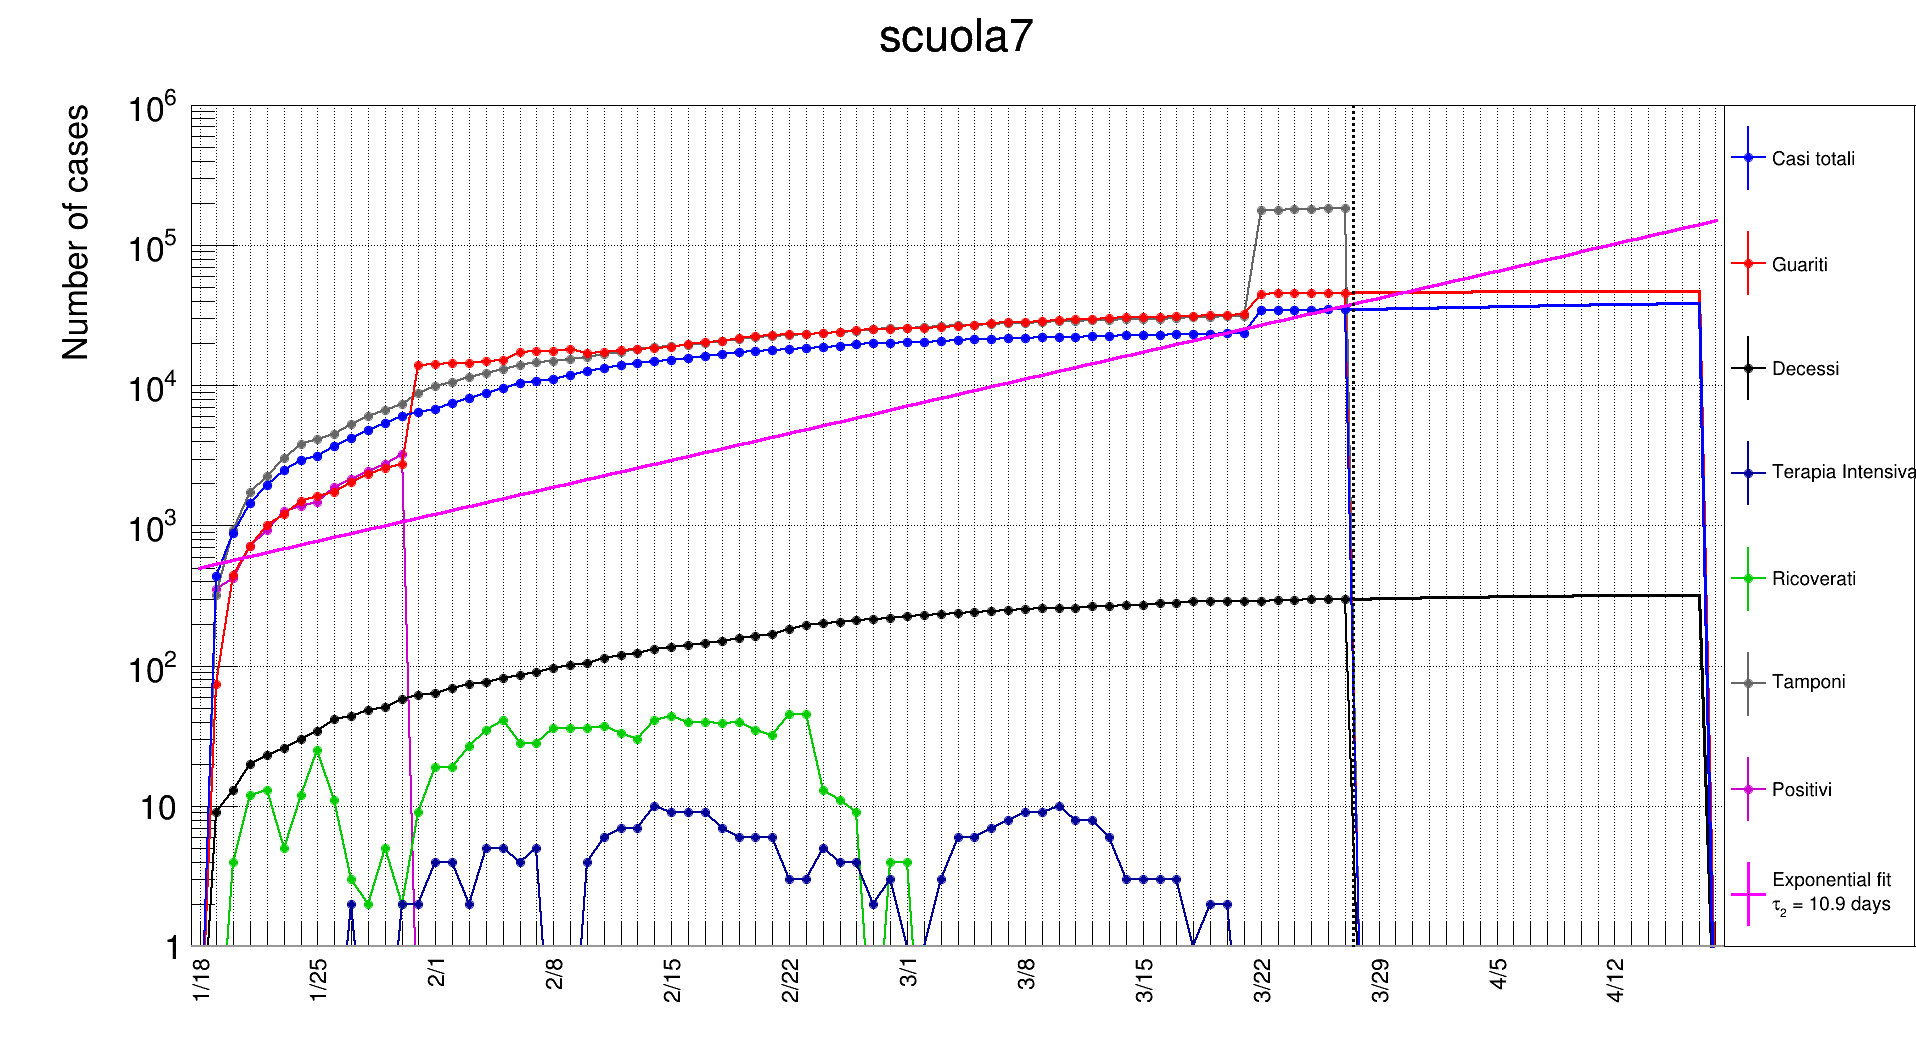 scuola7
Number of cases
10^6
10^5
10^4
10^3
10^2
10
1
1/18
1/25
2/1
2/8
2/15
2/22
3/1
3/8
3/15
3/22
3/29
4/5
4/12
Casi totali
Guariti
Decessi
Terapia Intensiva
Ricoverati
Tamponi
Positivi
Exponential fit
τ₂ = 10.9 days